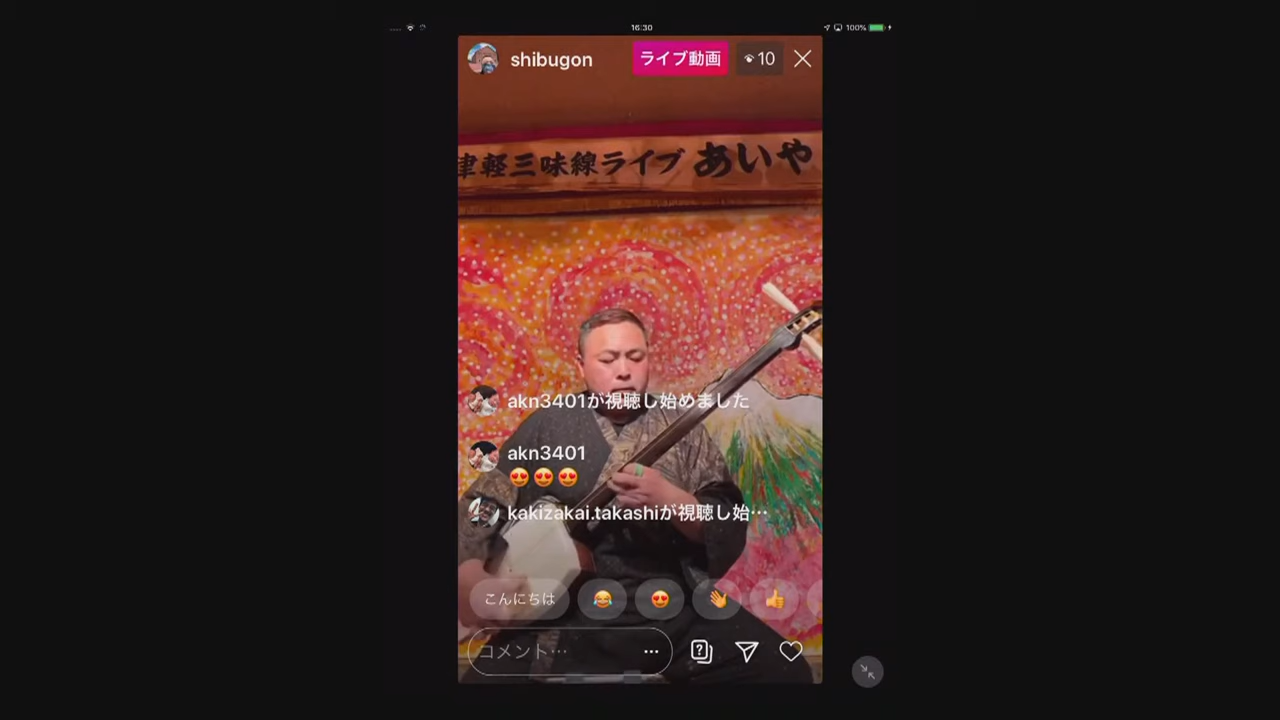 16:30
100%
shibugon
ライブ動画
10
津軽三味線ライブ あいや
akn3401が視聴し始めました
akn3401
kakizakai.takashiが視聴し始…
こんにちは
コメント…